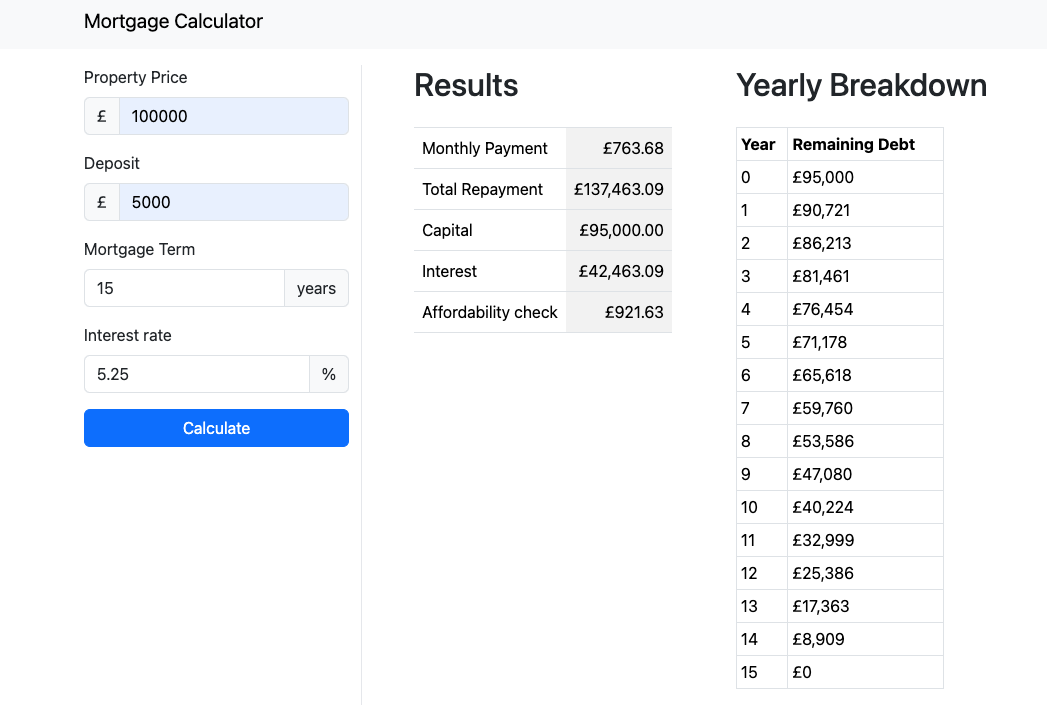 Mortgage Calculator
Property Price
£ 100000
Deposit
£ 5000
Mortgage Term
15 years
Interest rate
5.25 %
Calculate
Results
Monthly Payment £763.68
Total Repayment £137,463.09
Capital £95,000.00
Interest £42,463.09
Affordability check £921.63
Yearly Breakdown
Year Remaining Debt
0 £95,000
1 £90,721
2 £86,213
3 £81,461
4 £76,454
5 £71,178
6 £65,618
7 £59,760
8 £53,586
9 £47,080
10 £40,224
11 £32,999
12 £25,386
13 £17,363
14 £8,909
15 £0